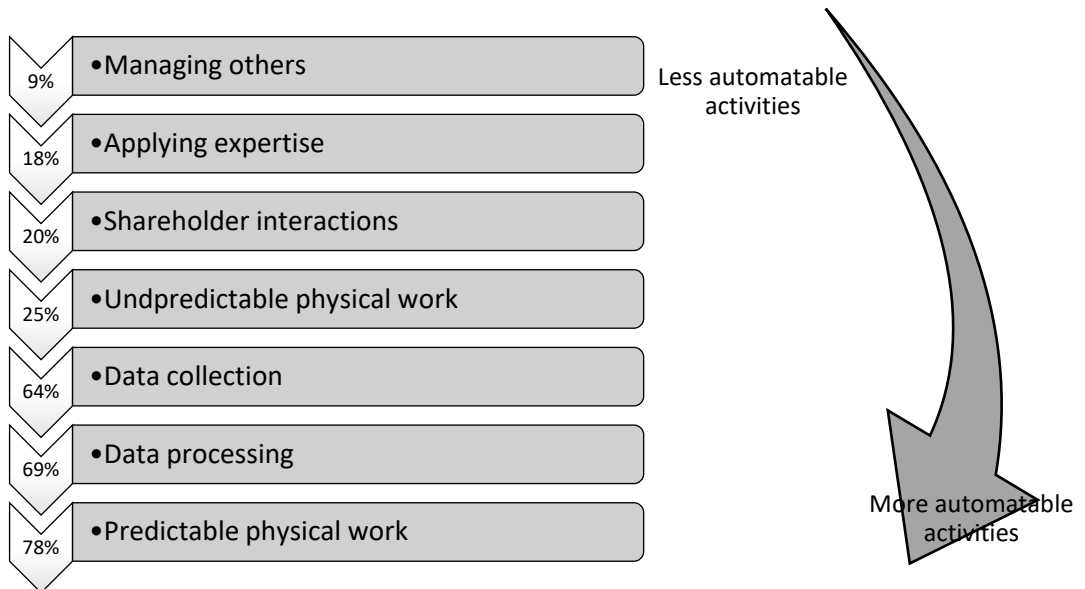 9%
•Managing others
Less automatable
activities
18%
•Applying expertise
20%
•Shareholder interactions
25%
•Undpredictable physical work
64%
•Data collection
69%
•Data processing
More automatable
activities
78%
•Predictable physical work